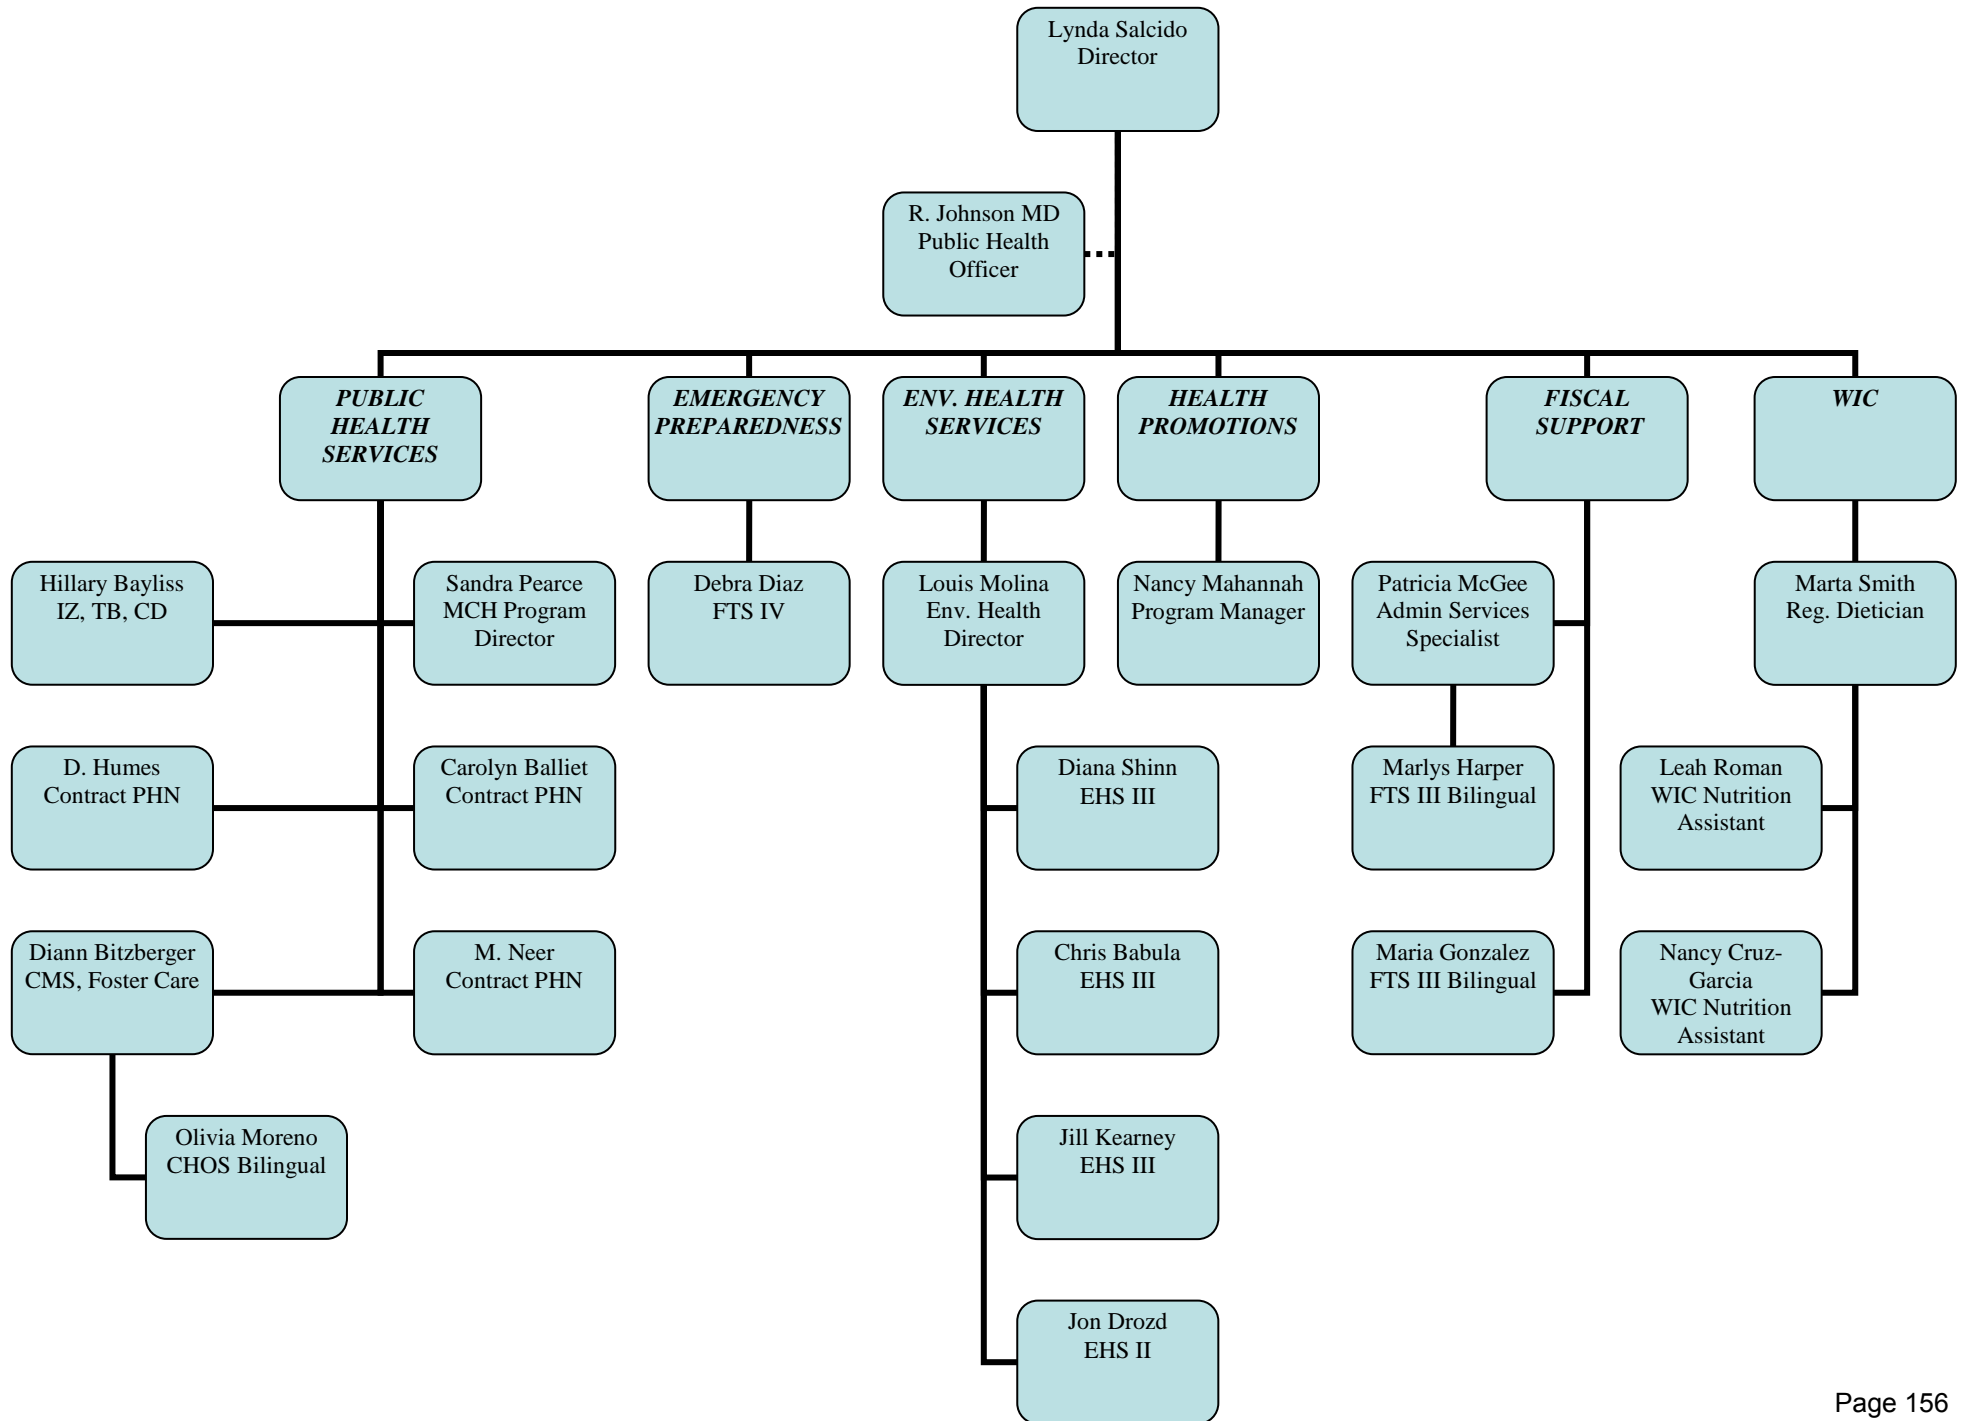 Lynda Salcido
Director
R. Johnson MD
Public Health
Officer
PUBLIC
HEALTH
SERVICES
EMERGENCY
PREPAREDNESS
ENV. HEALTH
SERVICES
HEALTH
PROMOTIONS
FISCAL
SUPPORT
WIC
Hillary Bayliss
IZ, TB, CD
Sandra Pearce
MCH Program
Director
Debra Diaz
FTS IV
Louis Molina
Env. Health
Director
Nancy Mahannah
Program Manager
Patricia McGee
Admin Services
Specialist
Marta Smith
Reg. Dietician
D. Humes
Contract PHN
Carolyn Balliet
Contract PHN
Diana Shinn
EHS III
Marlys Harper
FTS III Bilingual
Leah Roman
WIC Nutrition
Assistant
Diann Bitzberger
CMS, Foster Care
M. Neer
Contract PHN
Chris Babula
EHS III
Maria Gonzalez
FTS III Bilingual
Nancy Cruz-
Garcia
WIC Nutrition
Assistant
Olivia Moreno
CHOS Bilingual
Jill Kearney
EHS III
Jon Drozd
EHS II
Page 156